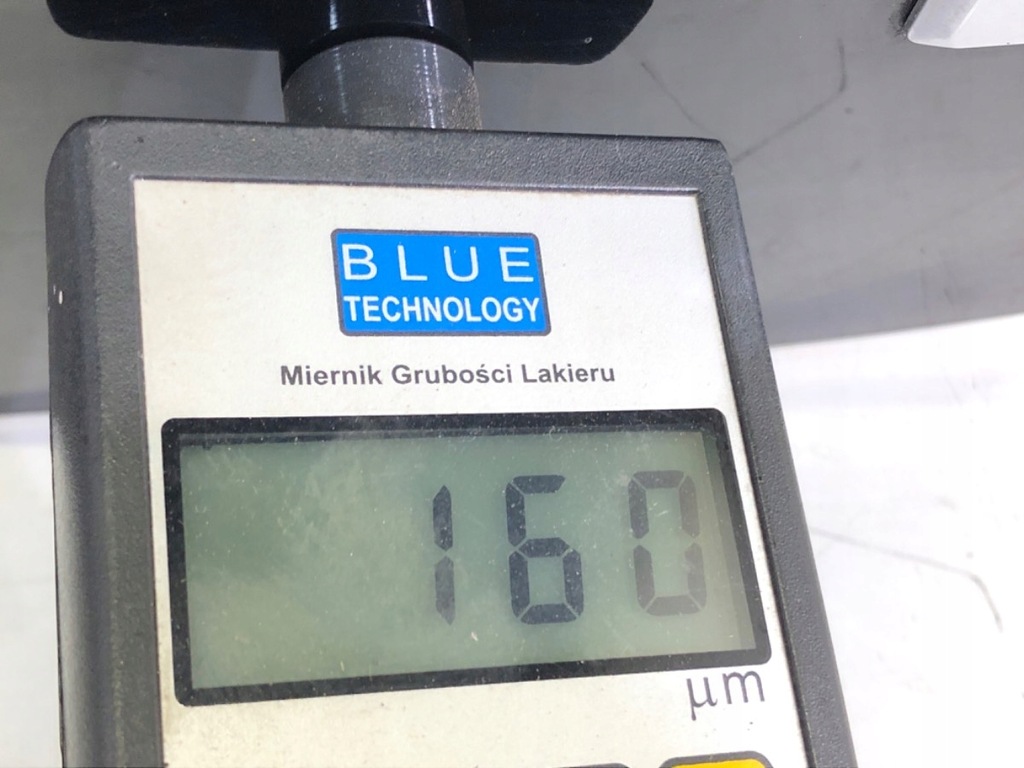 BLUE
TECHNOLOGY
Miernik Grubości Lakieru
160
µm